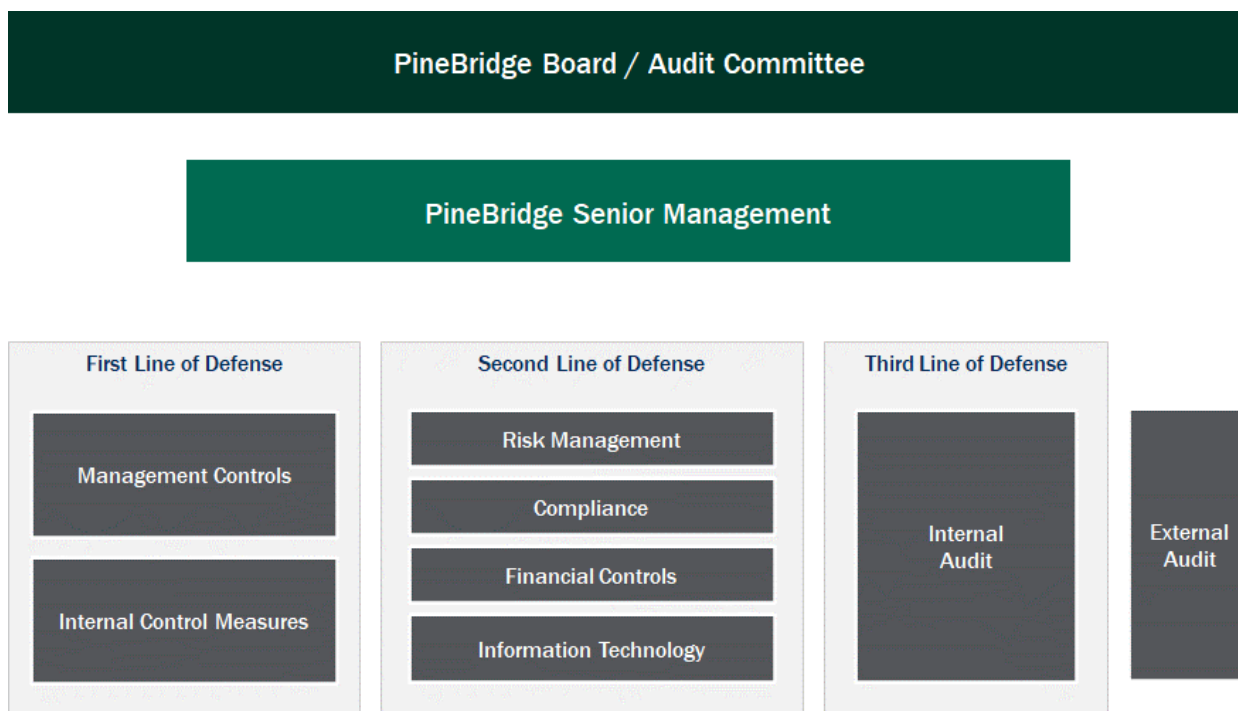 PineBridge Board / Audit Committee
PineBridge Senior Management
First Line of Defense
Management Controls
Internal Control Measures
Second Line of Defense
Risk Management
Compliance
Financial Controls
Information Technology
Third Line of Defense
Internal
Audit
External
Audit